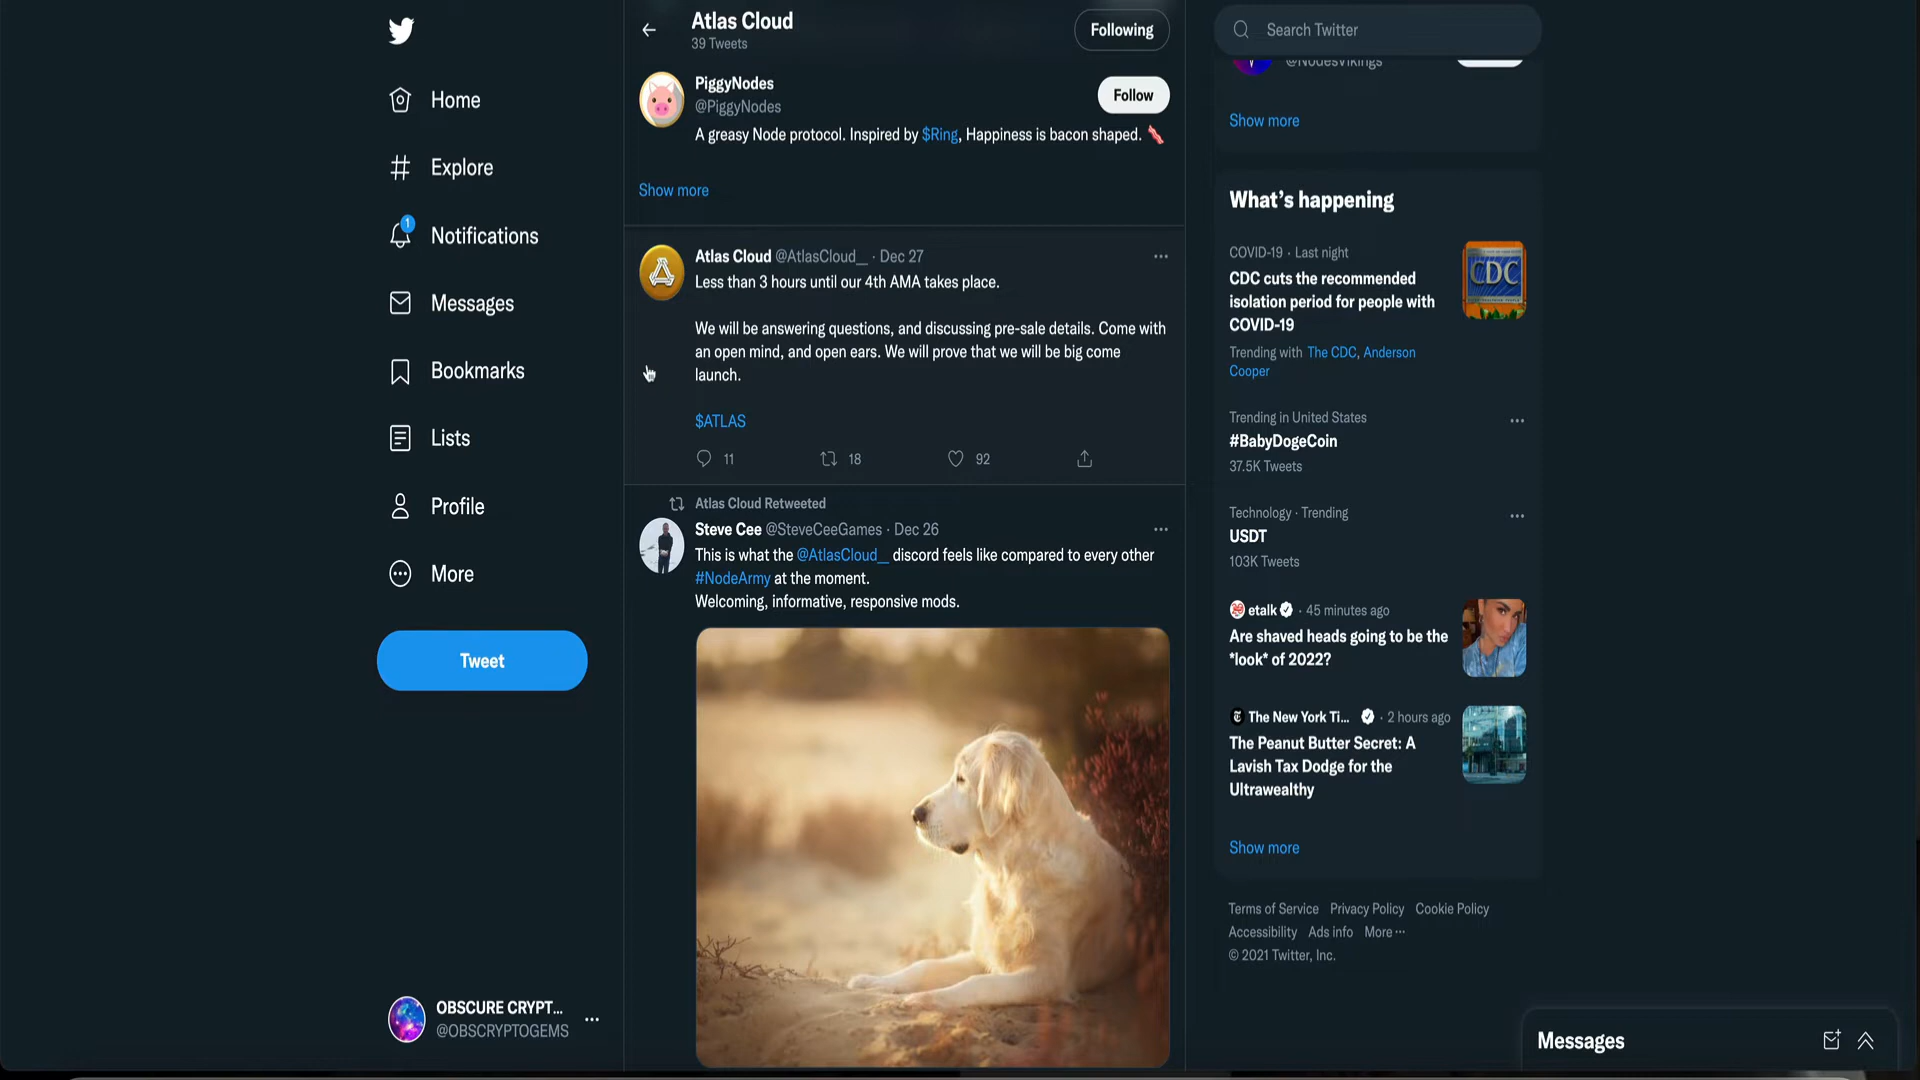 Home
Explore
1
Notifications
Messages
Bookmarks
Lists
Profile
More
Tweet
OBSCURE CRYPT...
@OBSCRYPTOGEMS
Atlas Cloud
39 Tweets
Following
PiggyNodes
@PiggyNodes
Follow
A greasy Node protocol. Inspired by $Ring, Happiness is bacon shaped.
Show more
Atlas Cloud @AtlasCloud__ · Dec 27
Less than 3 hours until our 4th AMA takes place.
We will be answering questions, and discussing pre-sale details. Come with
an open mind, and open ears. We will prove that we will be big come
launch.
$ATLAS
11 18 92
Atlas Cloud Retweeted
Steve Cee @SteveCeeGames · Dec 26
This is what the @AtlasCloud__ discord feels like compared to every other
#NodeArmy at the moment.
Welcoming, informative, responsive mods.
Search Twitter
@NodesVikings
Show more
What's happening
COVID-19 · Last night
CDC cuts the recommended
isolation period for people with
COVID-19
Trending with The CDC, Anderson
Cooper
CDC
Trending in United States
#BabyDogeCoin
37.5K Tweets
Technology · Trending
USDT
103K Tweets
etalk · 45 minutes ago
Are shaved heads going to be the
*look* of 2022?
The New York Ti... · 2 hours ago
The Peanut Butter Secret: A
Lavish Tax Dodge for the
Ultrawealthy
Show more
Terms of Service Privacy Policy Cookie Policy
Accessibility Ads info More ···
© 2021 Twitter, Inc.
Messages